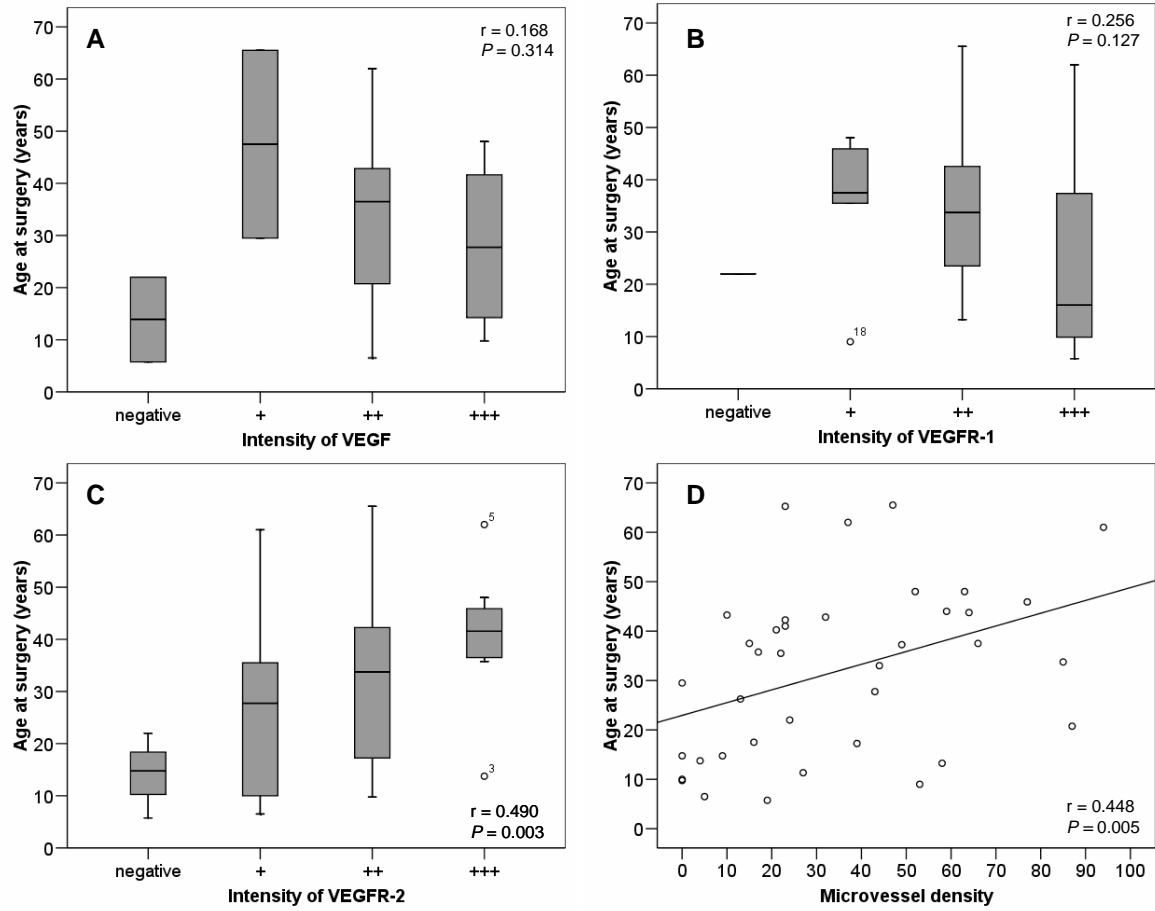 A
r = 0.168
P = 0.314
Age at surgery (years)
70
60
50
40
30
20
10
0
negative + ++ +++
Intensity of VEGF
B
r = 0.256
P = 0.127
Age at surgery (years)
70
60
50
40
30
20
10
0
18
negative + ++ +++
Intensity of VEGFR-1
C
Age at surgery (years)
70
60
50
40
30
20
10
0
5
3
r = 0.490
P = 0.003
negative + ++ +++
Intensity of VEGFR-2
D
Age at surgery (years)
70
60
50
40
30
20
10
0
r = 0.448
P = 0.005
0 10 20 30 40 50 60 70 80 90 100
Microvessel density